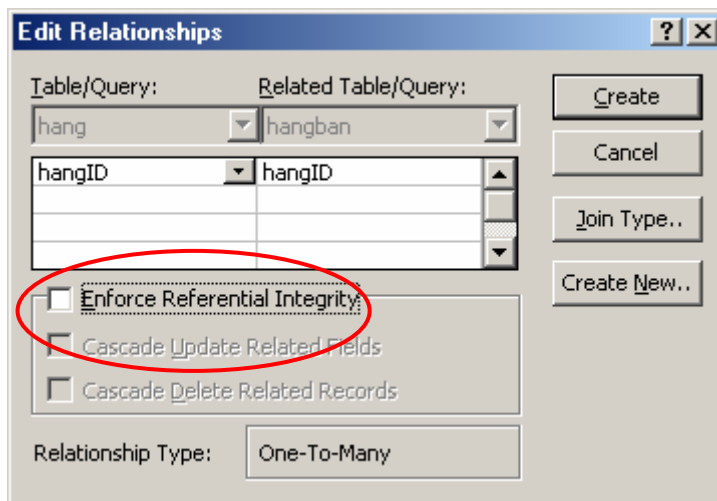 Edit Relationships
Table/Query: Related Table/Query:
hang hangban
hangID hangID
Enforce Referential Integrity
Cascade Update Related Fields
Cascade Delete Related Records
Relationship Type: One-To-Many
Create
Cancel
Join Type..
Create New..